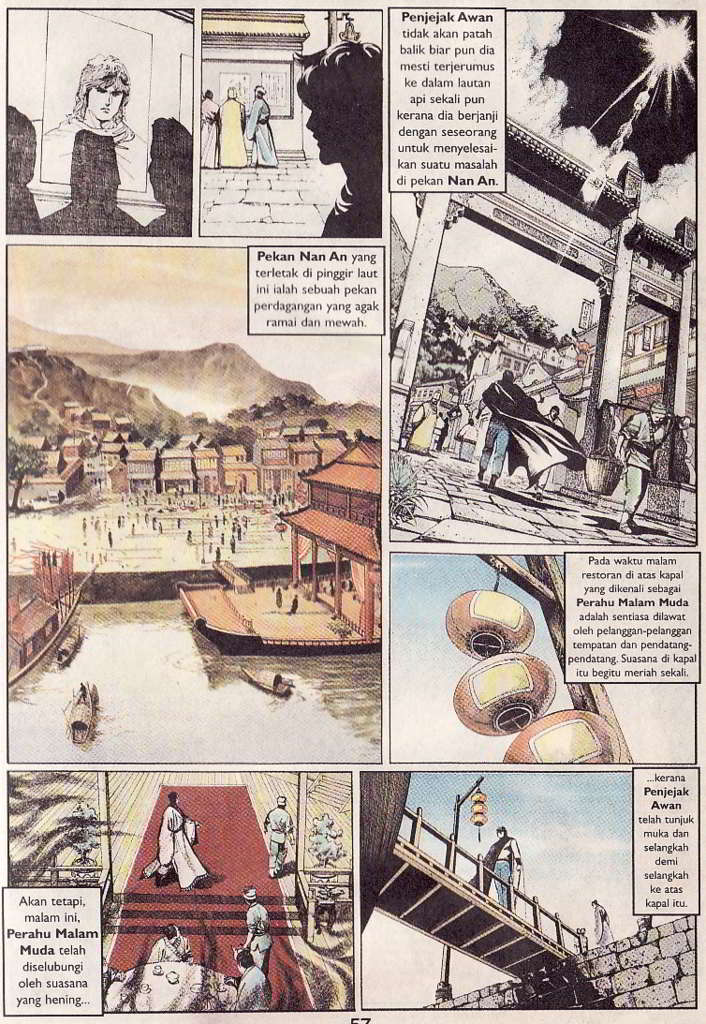 Penjejak Awan
tidak akan patah
balik biar pun dia
mesti terjerumus
ke dalam lautan
api sekali pun
kerana dia berjanji
dengan seseorang
untuk menyelesai-
kan suatu masalah
di pekan Nan An.
Pekan Nan An yang
terletak di pinggir laut
ini ialah sebuah pekan
perdagangan yang agak
ramai dan mewah.
Pada waktu malam
restoran di atas kapal
yang dikenali sebagai
Perahu Malam Muda
adalah sentiasa dilawat
oleh pelanggan-pelanggan
tempatan dan pendatang-
pendatang. Suasana di kapal
itu begitu meriah sekali.
Akan tetapi,
malam ini,
Perahu Malam
Muda telah
diselubungi
oleh suasana
yang hening...
...kerana
Penjejak
Awan
telah tunjuk
muka dan
selangkah
demi
selangkah
ke atas
kapal itu.
57